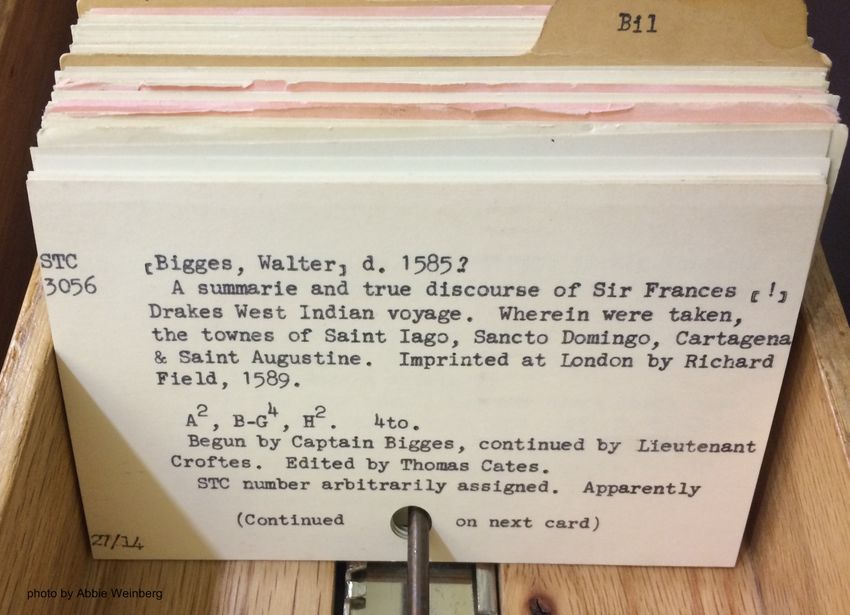 Bil
STC [Bigges, Walter] d. 1585?
3056 A summarie and true discourse of Sir Frances [!]
Drakes West Indian voyage. Wherein were taken,
the townes of Saint Iago, Sancto Domingo, Cartagena
& Saint Augustine. Imprinted at London by Richard
Field, 1589.
A², B-G⁴, H². 4to.
Begun by Captain Bigges, continued by Lieutenant
Croftes. Edited by Thomas Cates.
STC number arbitrarily assigned. Apparently
(Continued on next card)
27/14
photo by Abbie Weinberg